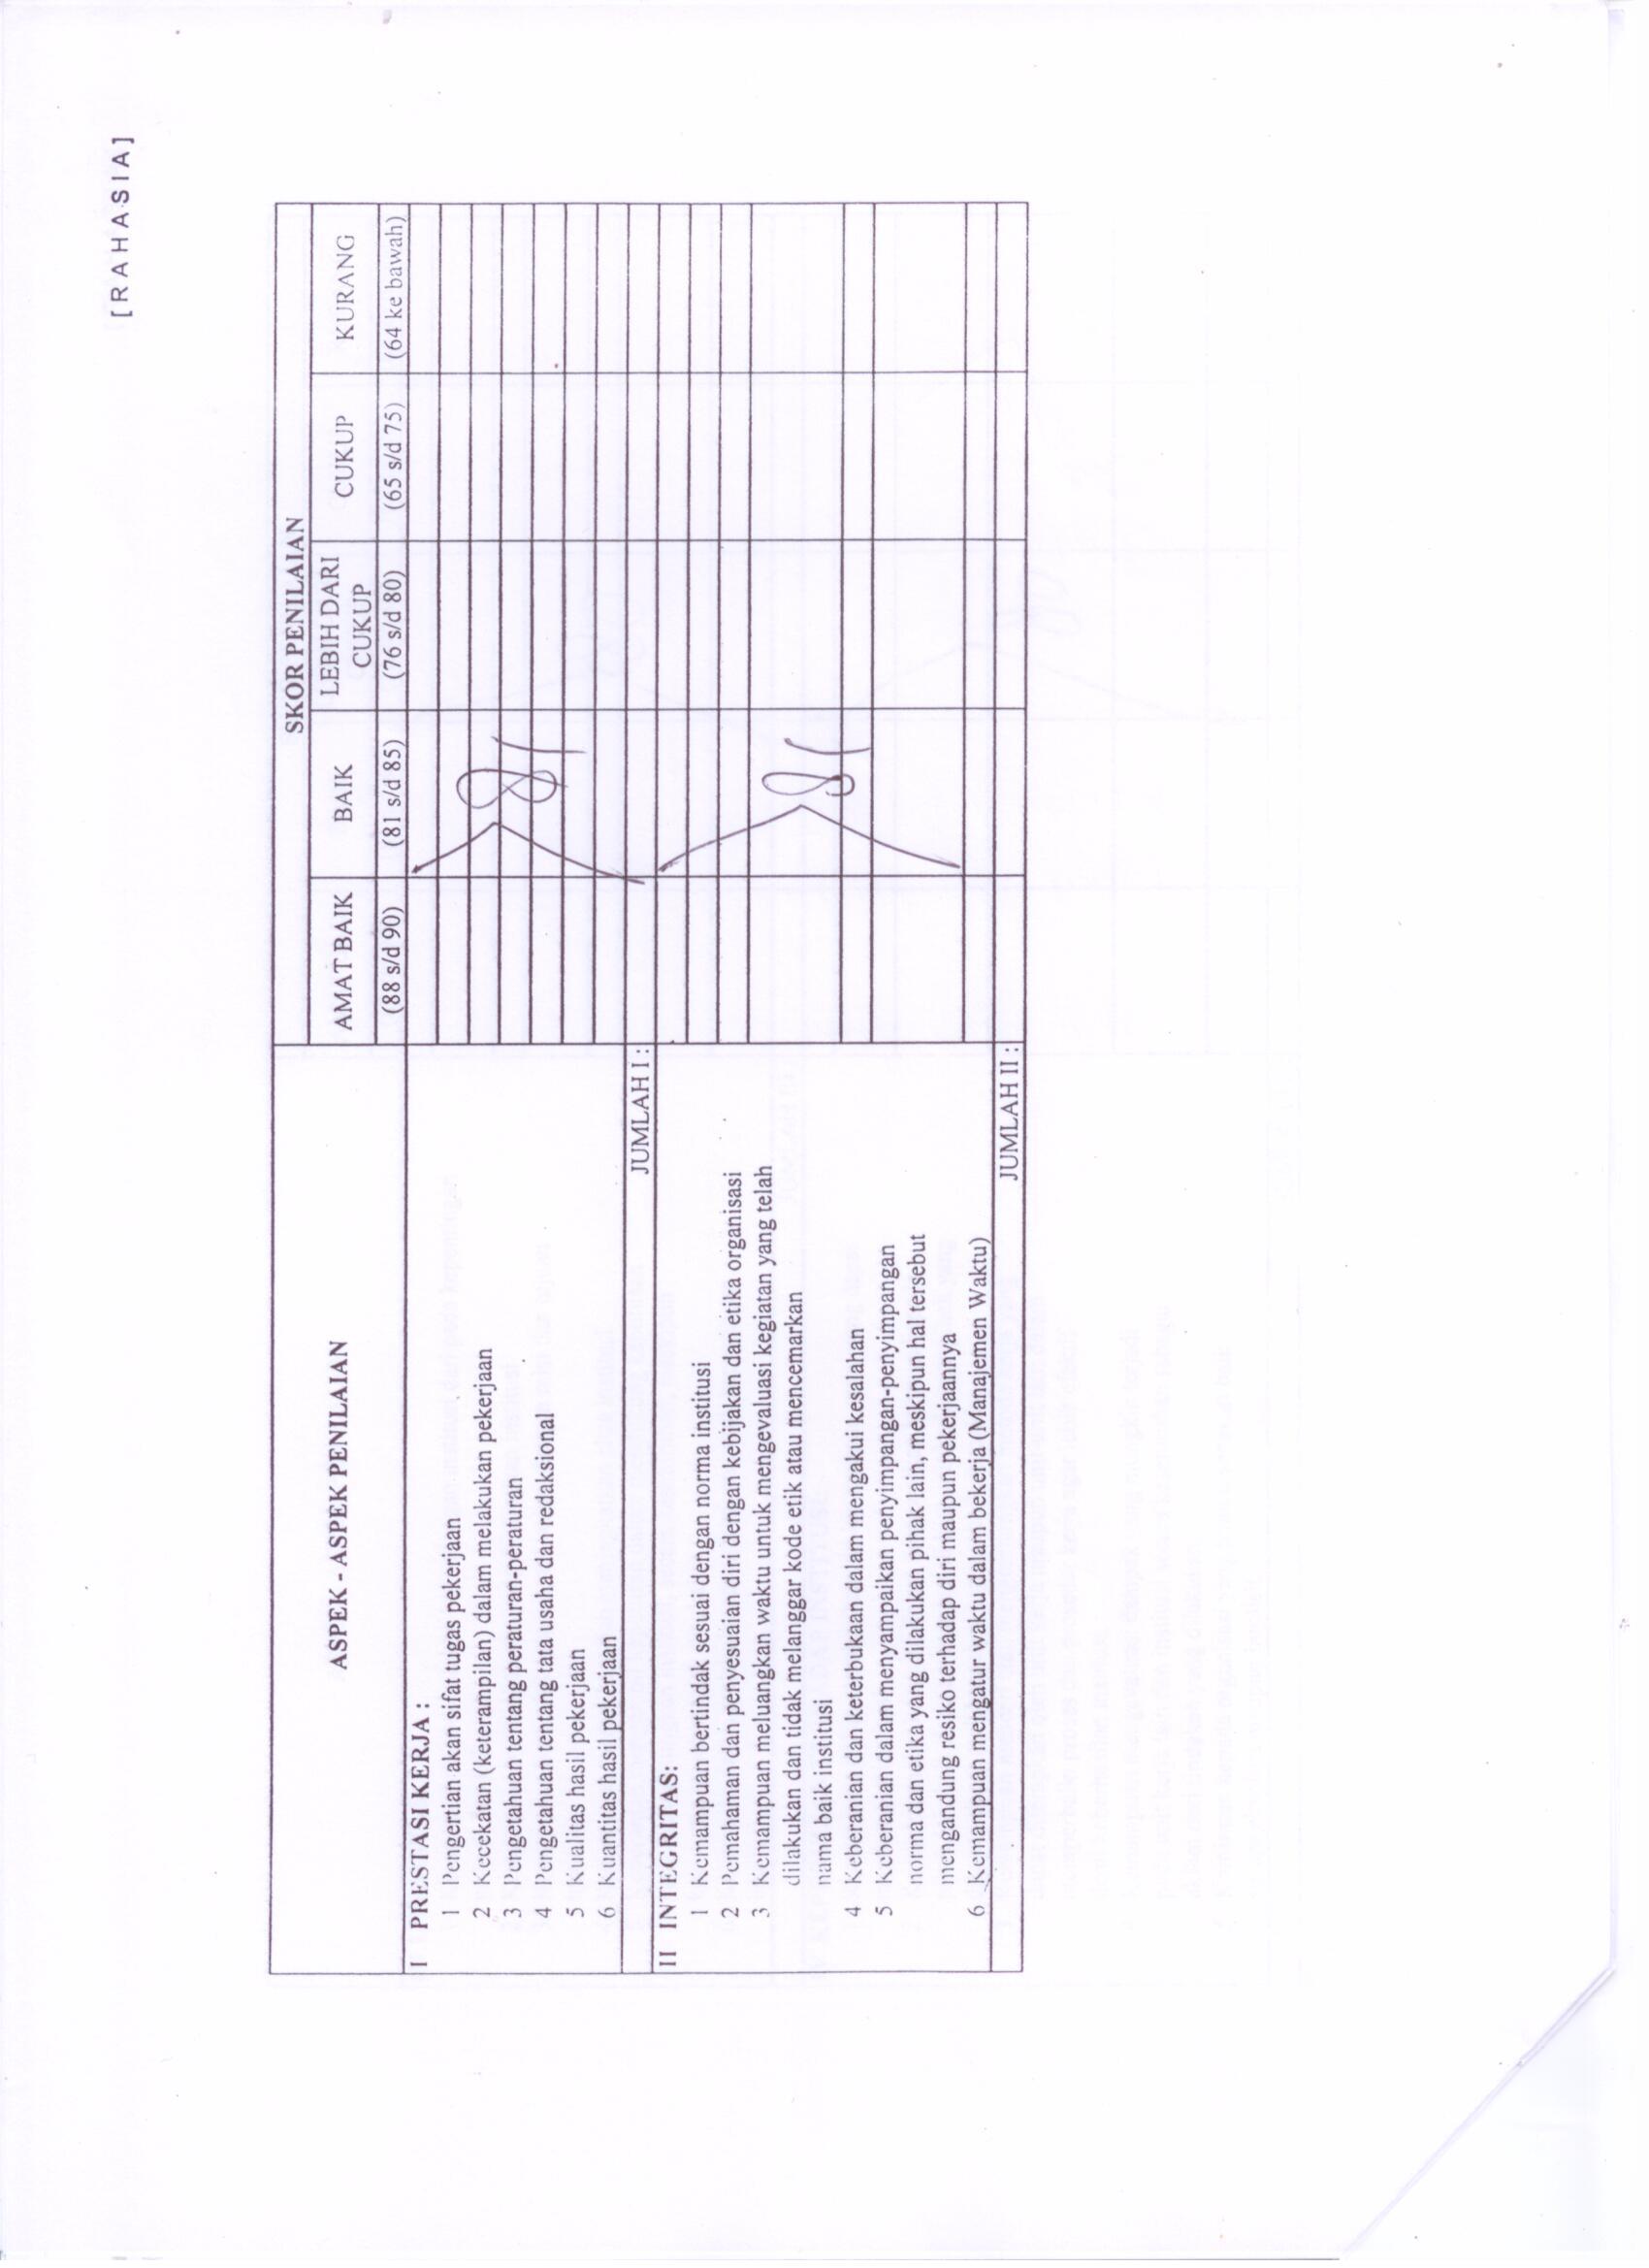 [RAHASIA]
ASPEK - ASPEK PENILAIAN
SKOR PENILAIAN
AMAT BAIK BAIK LEBIH DARI CUKUP CUKUP KURANG
(88 s/d 90) (81 s/d 85) (76 s/d 80) (65 s/d 75) (64 ke bawah)
I PRESTASI KERJA :
1 Pengertian akan sifat tugas pekerjaan
2 Kecekatan (keterampilan) dalam melakukan pekerjaan
3 Pengetahuan tentang peraturan-peraturan
4 Pengetahuan tentang tata usaha dan redaksional
5 Kualitas hasil pekerjaan
6 Kuantitas hasil pekerjaan
81
JUMLAH I :
II INTEGRITAS:
1 Kemampuan bertindak sesuai dengan norma institusi
2 Pemahaman dan penyesuaian diri dengan kebijakan dan etika organisasi
3 Kemampuan meluangkan waktu untuk mengevaluasi kegiatan yang telah
dilakukan dan tidak melanggar kode etik atau mencemarkan
nama baik institusi
4 Keberanian dan keterbukaan dalam mengakui kesalahan
5 Keberanian dalam menyampaikan penyimpangan-penyimpangan
norma dan etika yang dilakukan pihak lain, meskipun hal tersebut
mengandung resiko terhadap diri maupun pekerjaannya
6 Kemampuan mengatur waktu dalam bekerja (Manajemen Waktu)
81
JUMLAH II :